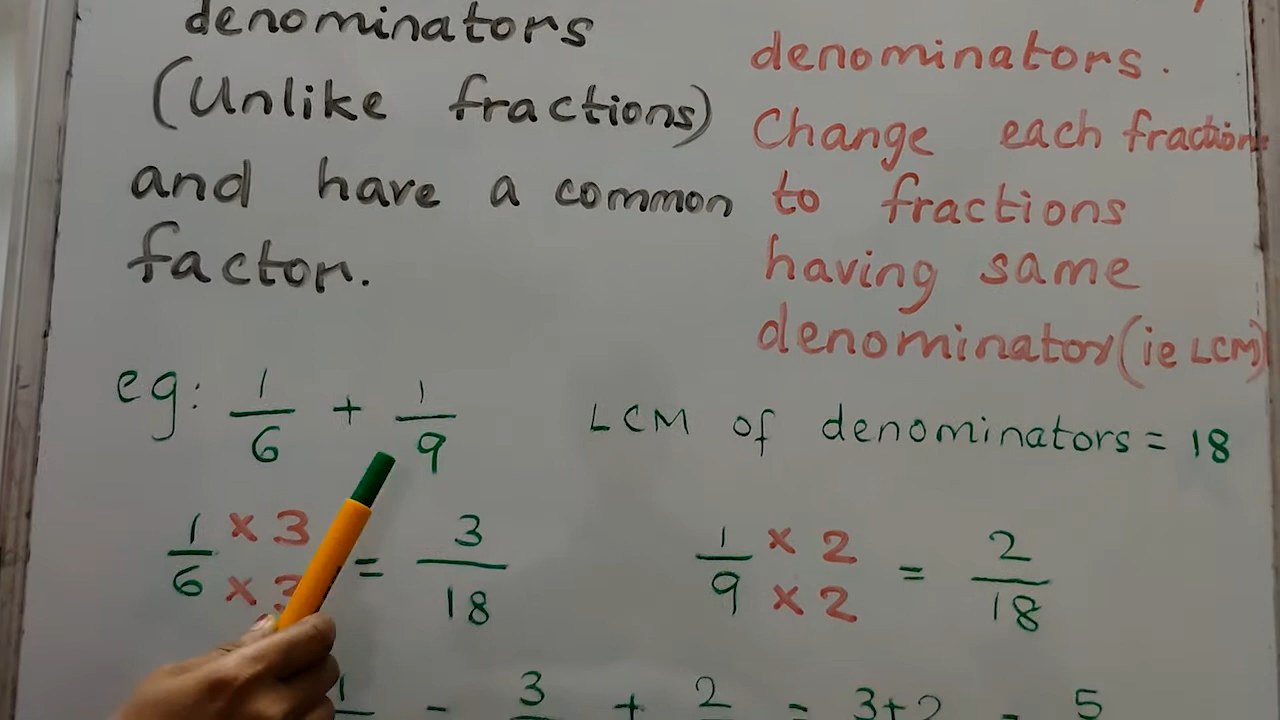 denominators
(Unlike fractions)
and have a common
factor.
denominators.
Change each fraction
to fractions
having same
denominator (ie LCM)
eg: 1/6 + 1/9
LCM of denominators = 18
1/6 × 3 / × 3 = 3/18
1/9 × 2 / × 2 = 2/18
1 = 3 + 2 = 3+2 = 5